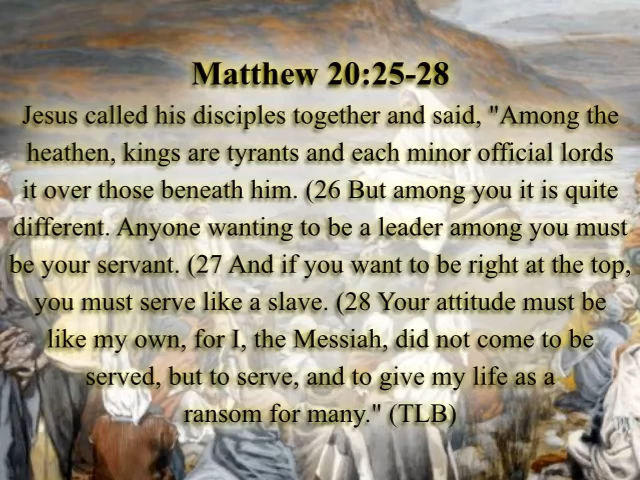 Matthew 20:25-28
Jesus called his disciples together and said, "Among the
heathen, kings are tyrants and each minor official lords
it over those beneath him. (26 But among you it is quite
different. Anyone wanting to be a leader among you must
be your servant. (27 And if you want to be right at the top,
you must serve like a slave. (28 Your attitude must be
like my own, for I, the Messiah, did not come to be
served, but to serve, and to give my life as a
ransom for many." (TLB)